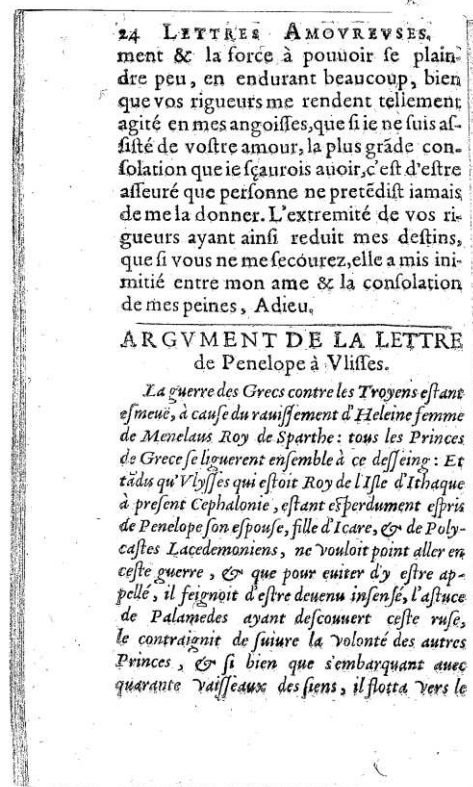 24 LETTRES AMOVREVSES,
ment & la force à pouuoir ſe plain-
dre peu, en endurant beaucoup, bien
que vos rigueurs me rendent tellement
agité en mes angoiſſes, que ſi ie ne ſuis aſ-
ſiſté de voſtre amour, la plus grãde con-
ſolation que ie ſçaurois auoir, c'eſt d'eſtre
aſſeuré que perſonne ne pretẽdiſt iamais
de me la donner. L'extremité de vos ri-
gueurs ayant ainſi reduit mes deſtins,
que ſi vous ne me ſecourez, elle a mis ini-
mitié entre mon ame & la conſolation
de mes peines, Adieu.
ARGVMENT DE LA LETTRE
de Penelope à Vliſſes.
La guerre des Grecs contre les Troyens eſtant
eſmeuë, à cauſe du rauiſſement d'Heleine femme
de Menelaus Roy de Sparthe : tous les Princes
de Grece ſe liguerent enſemble à ce deſſeing : Et
tãdis qu'Vlyſſes qui eſtoit Roy de l'Iſle d'Ithaque
à preſent Cephalonie, eſtant eſperdument eſpris
de Penelope ſon eſpouſe, fille d'Icare, & de Poly-
caſtes Lacedemoniens, ne vouloit point aller en
ceſte guerre, & que pour euiter d'y eſtre ap-
pellé, il feignoit d'eſtre deuenu inſenſé, l'aſtuce
de Palamedes ayant deſcouuert ceſte ruſe,
le contraignit de ſuiure la volonté des autres
Princes, & ſi bien que s'embarquant auec
quarante vaiſſeaux des ſiens, il flotta vers le